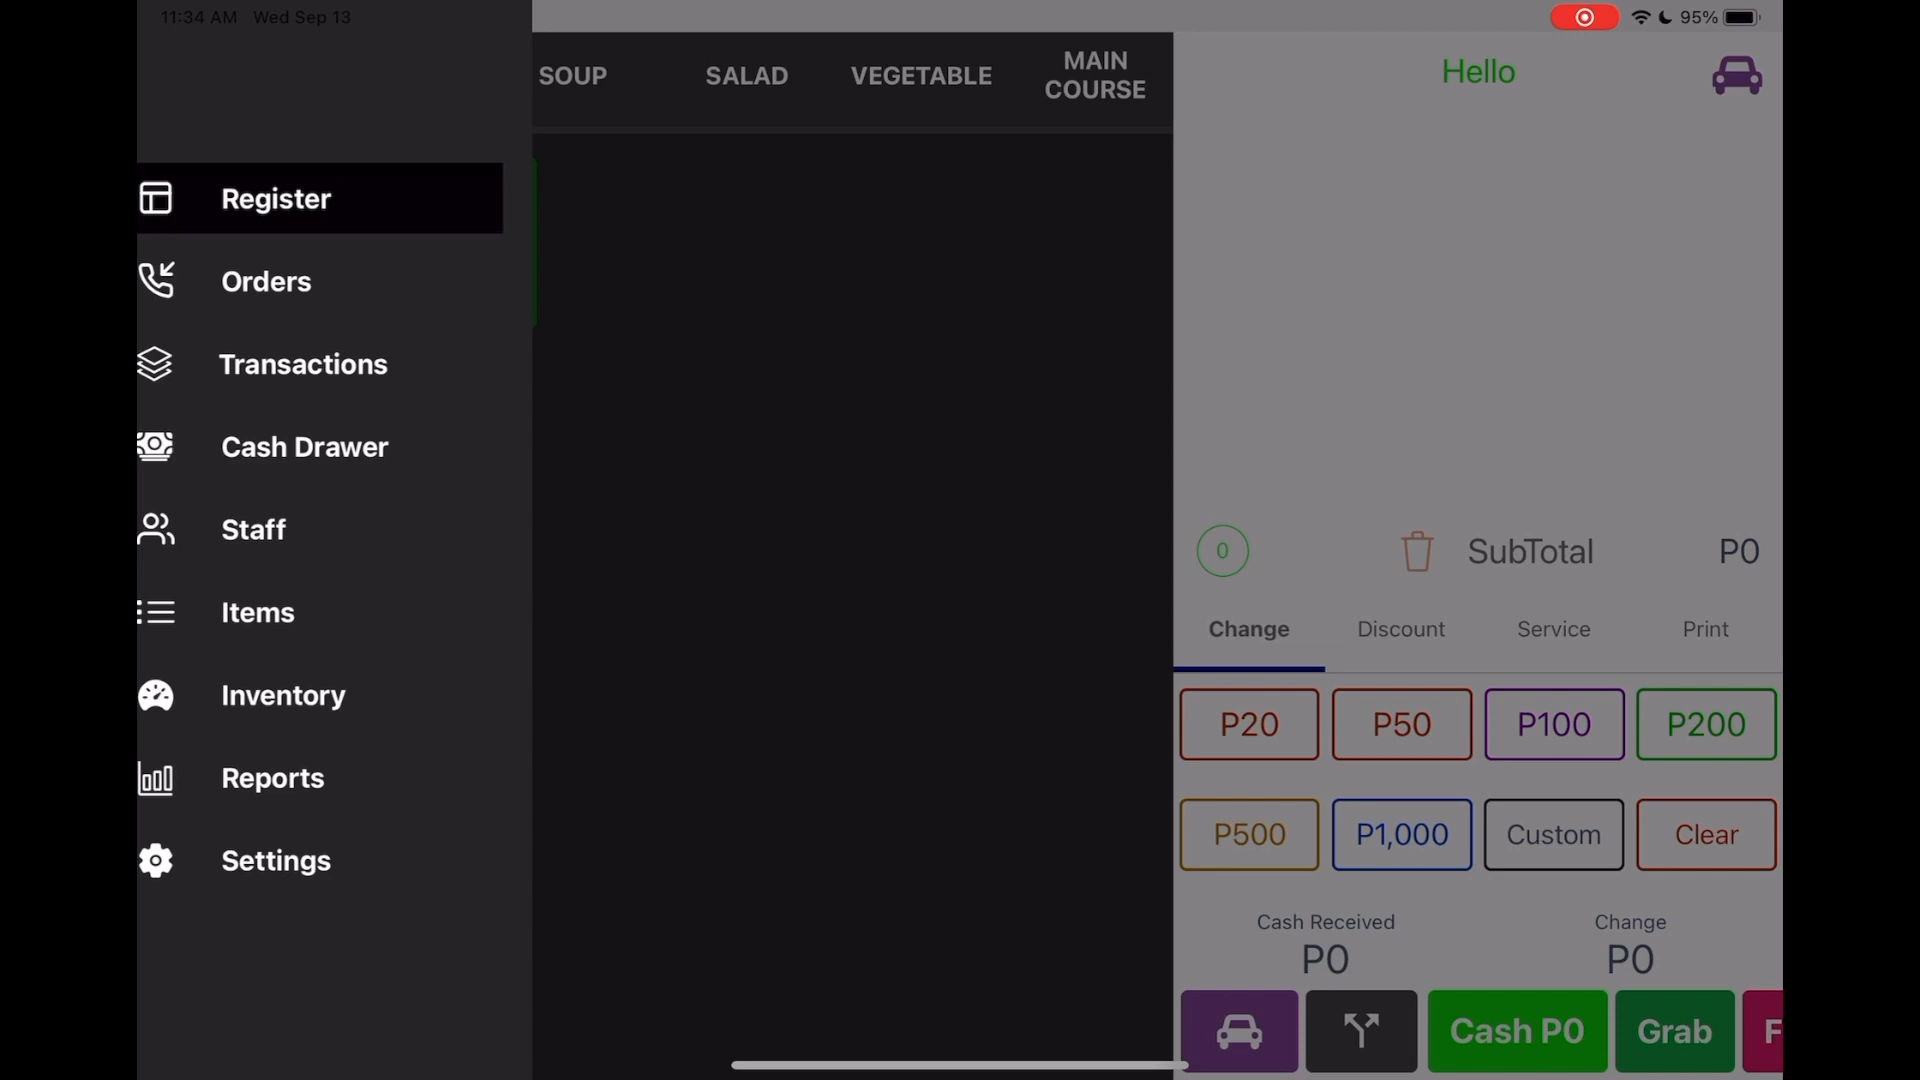 11:34 AM Wed Sep 13
95%
SOUP
SALAD
VEGETABLE
MAIN
COURSE
Hello
Register
Orders
Transactions
Cash Drawer
Staff
Items
Inventory
Reports
Settings
0
SubTotal
P0
Change
Discount
Service
Print
P20
P50
P100
P200
P500
P1,000
Custom
Clear
Cash Received
P0
Change
P0
Cash P0
Grab
F